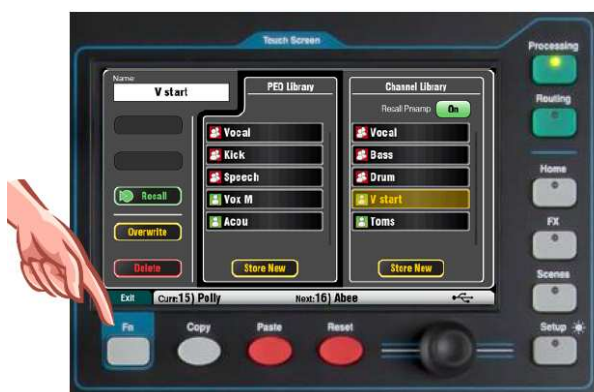 Touch Screen
Processing
Routing
Home
FX
Scenes
Setup
Name
V start
Recall
Overwrite
Delete
PEQ Library
Vocal
Kick
Speech
Vox M
Acou
Store New
Channel Library
Recall Preamp On
Vocal
Bass
Drum
V start
Toms
Store New
Exit Curr:15) Polly Next:16) Abee
Fn Copy Paste Reset